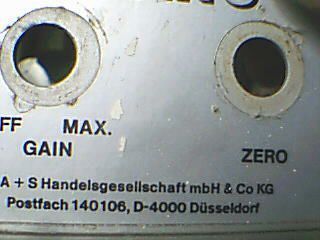 FF MAX.
GAIN ZERO
A + S Handelsgesellschaft mbH & Co KG
Postfach 140106, D-4000 Düsseldorf